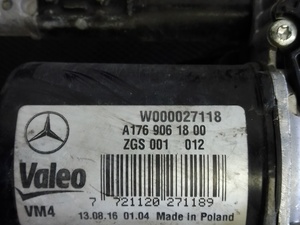 W000027118
A176 906 18 00
ZGS 001 012
Valeo
7 721120 271189
VM4
13.08.16 01.04 Made in Poland